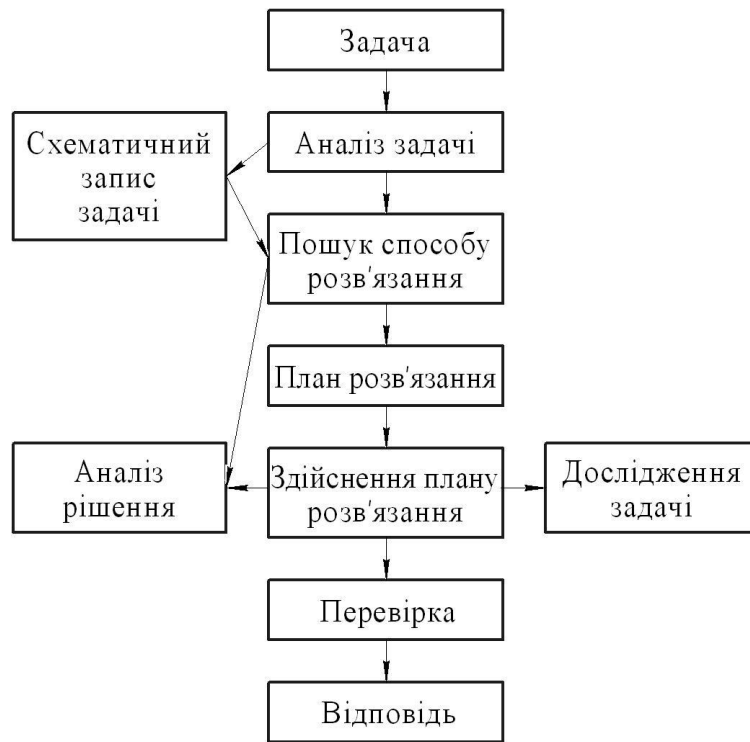 Задача
Схематичний
запис
задачі
Аналіз задачі
Пошук способу
розв'язання
План розв'язання
Аналіз
рішення
Здійснення плану
розв'язання
Дослідження
задачі
Перевірка
Відповідь